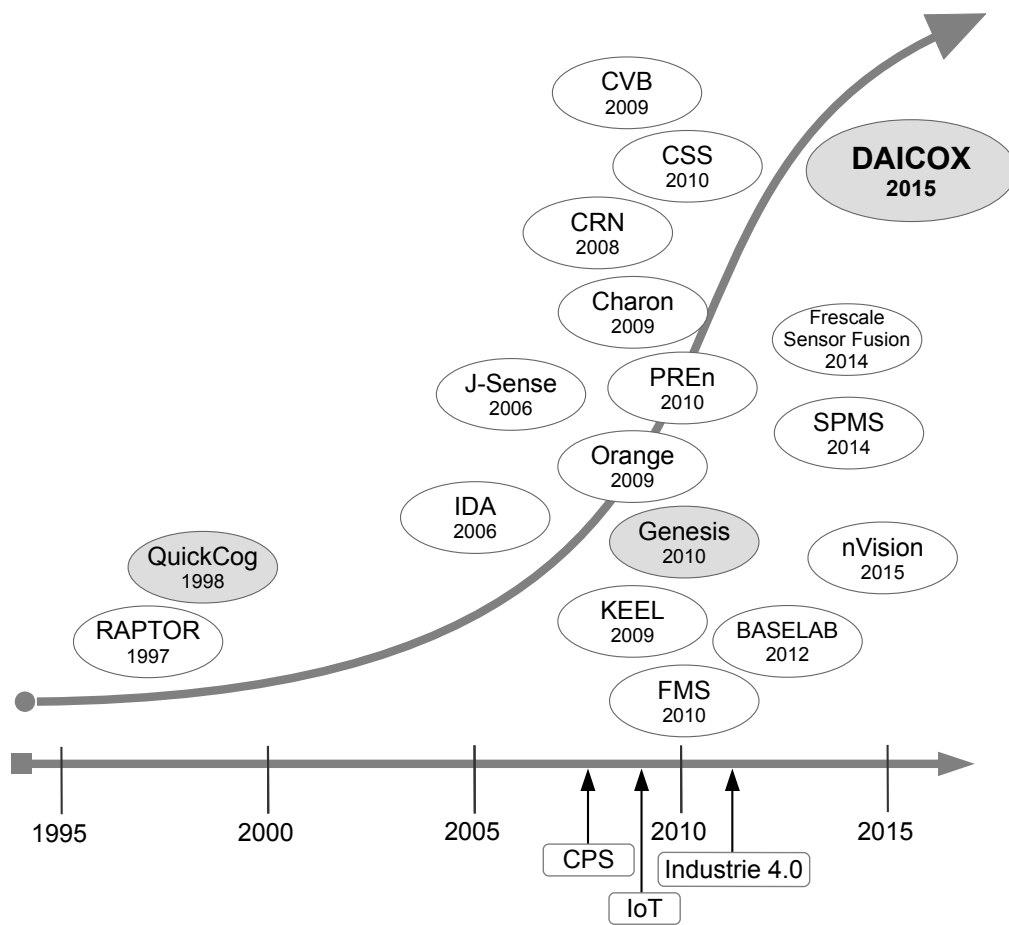 CVB
2009
CSS
2010
DAICOX
2015
CRN
2008
Charon
2009
Frescale
Sensor Fusion
2014
J-Sense
2006
PREn
2010
SPMS
2014
Orange
2009
IDA
2006
Genesis
2010
nVision
2015
QuickCog
1998
KEEL
2009
BASELAB
2012
RAPTOR
1997
FMS
2010
1995
2000
2005
2010
2015
CPS
Industrie 4.0
IoT